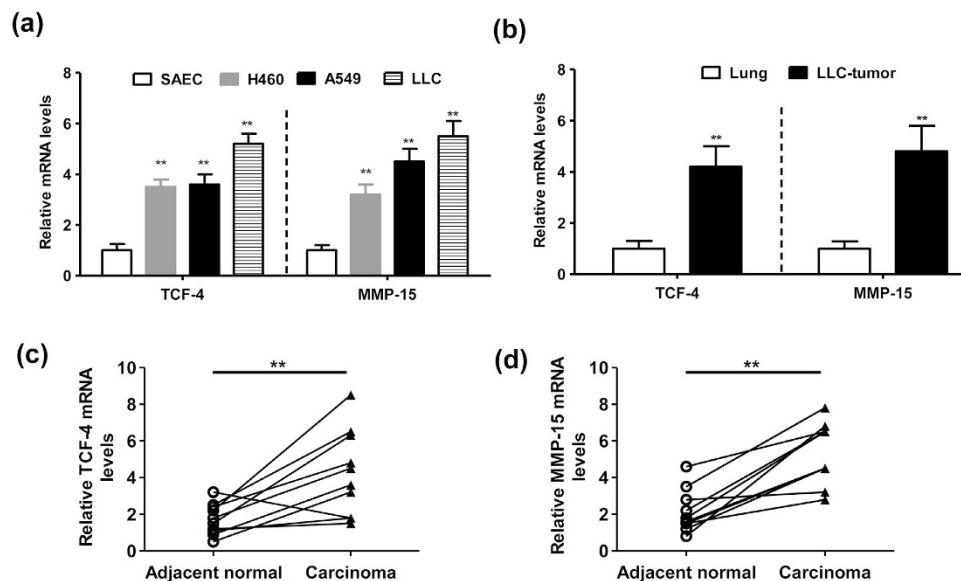 (a)
SAEC H460 A549 LLC
Relative mRNA levels
8
6
4
2
0
** ** ** ** ** **
TCF-4 MMP-15
(b)
Lung LLC-tumor
Relative mRNA levels
8
6
4
2
0
** **
TCF-4 MMP-15
(c)
**
Relative TCF-4 mRNA
levels
10
8
6
4
2
0
Adjacent normal Carcinoma
(d)
**
Relative MMP-15 mRNA
levels
10
8
6
4
2
0
Adjacent normal Carcinoma